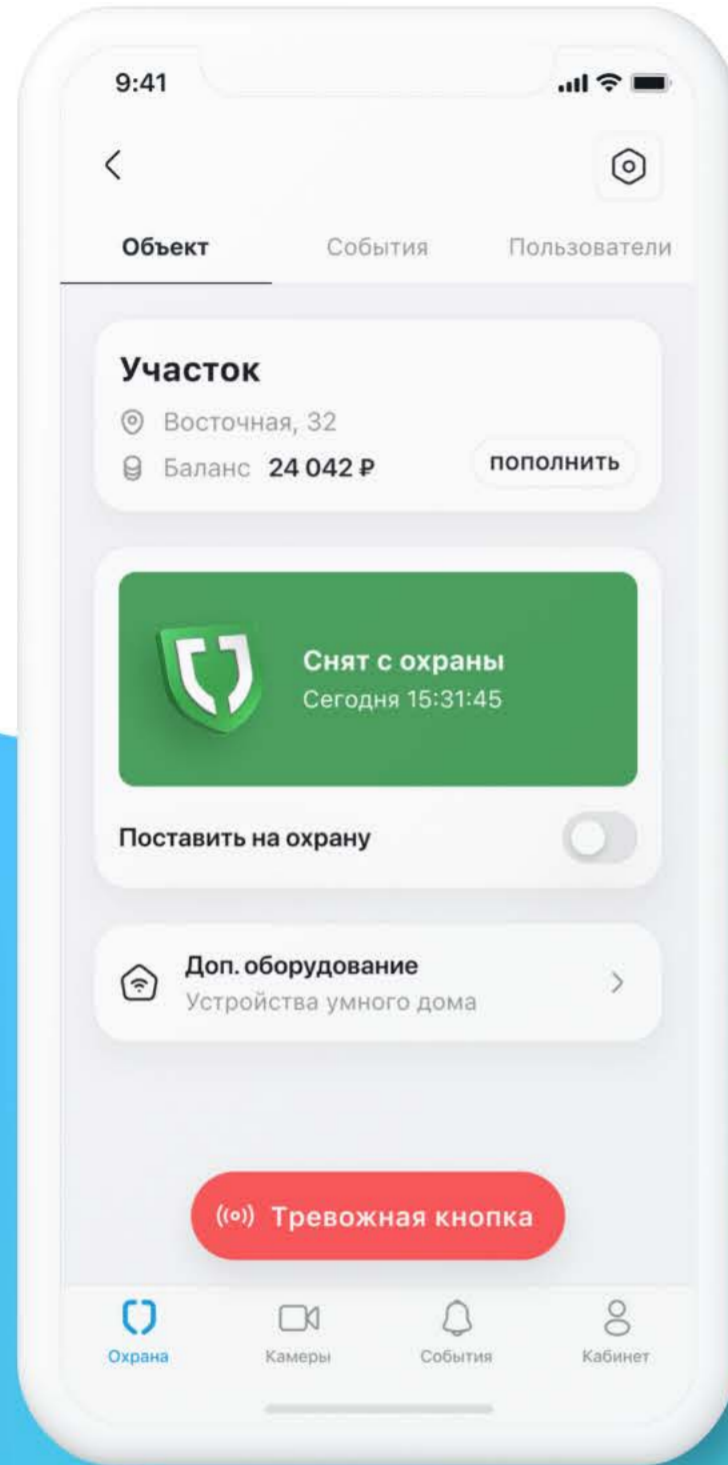 9:41
Объект
События
Пользователи
Участок
Восточная, 32
Баланс 24 042 ₽
ПОПОЛНИТЬ
Снят с охраны
Сегодня 15:31:45
Поставить на охрану
Доп. оборудование
Устройства умного дома
Тревожная кнопка
Охрана
Камеры
События
Кабинет